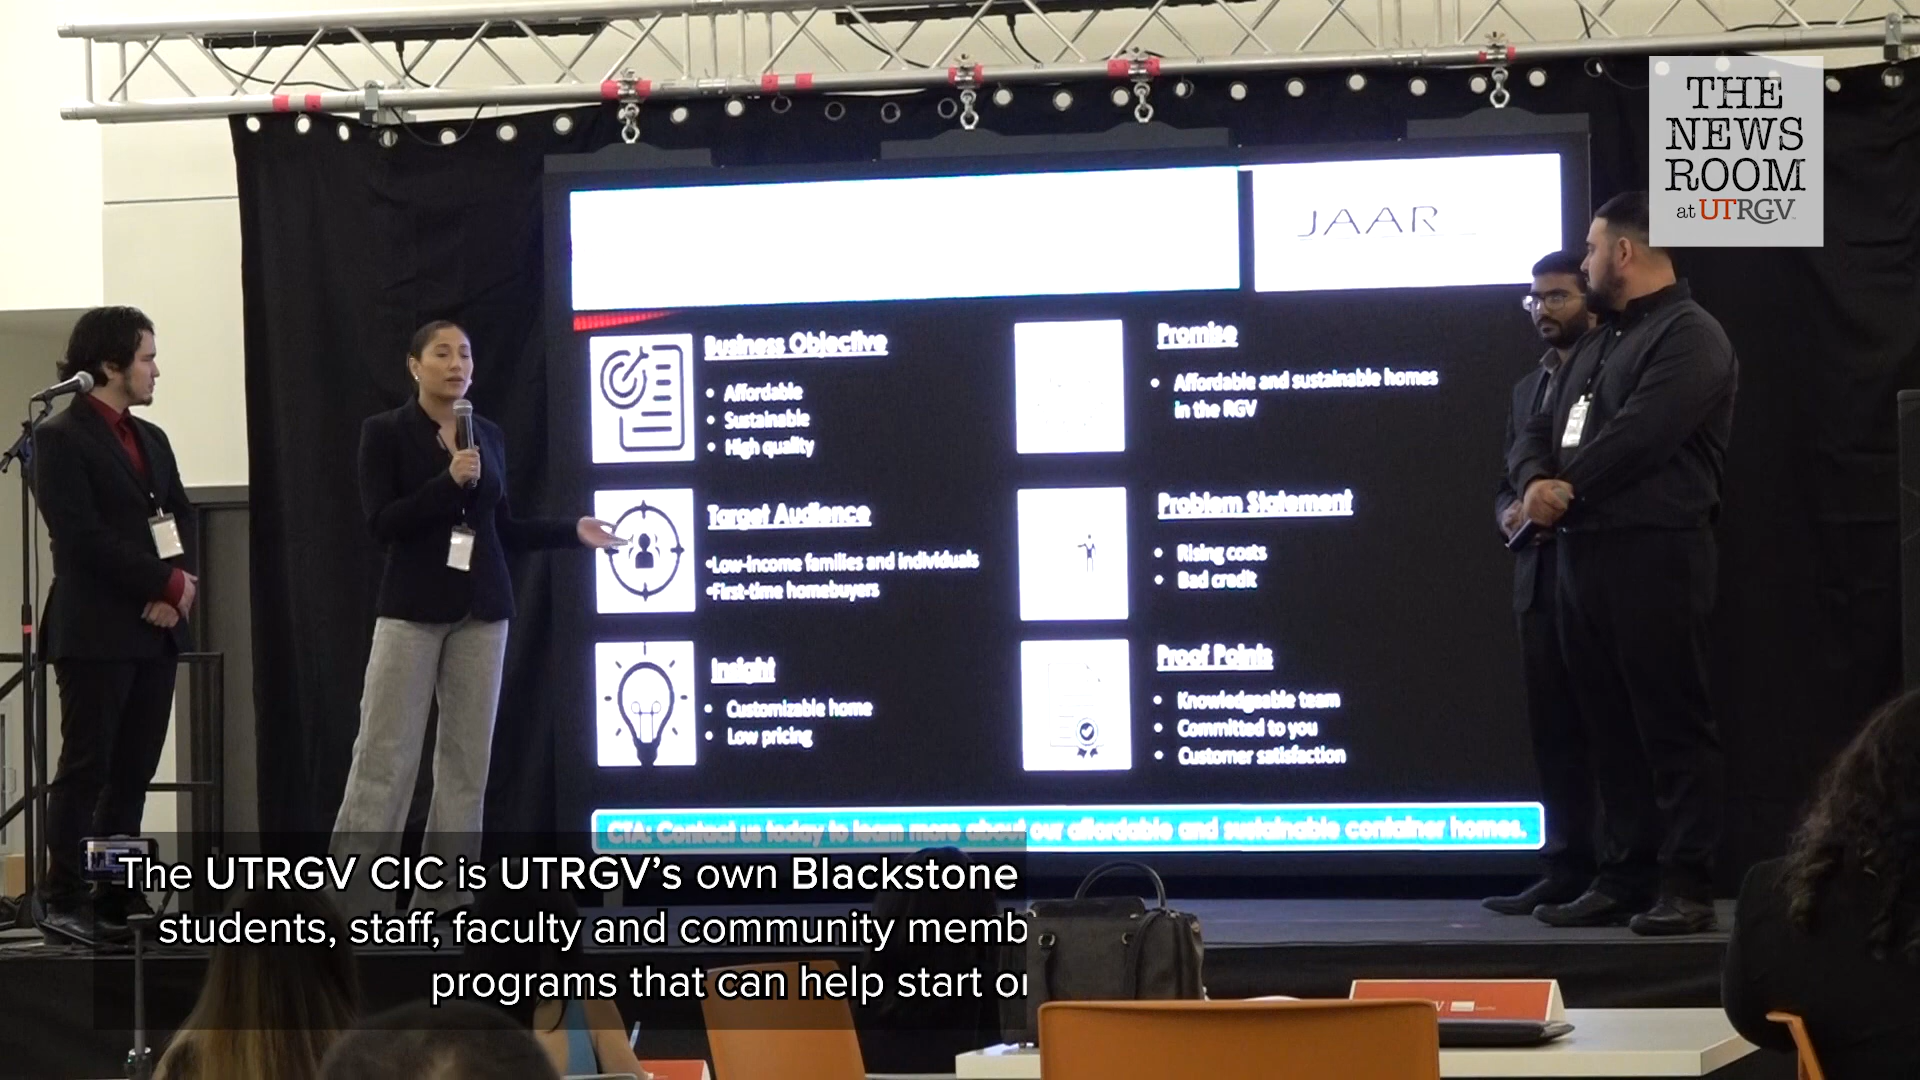 THE
NEWS
ROOM
at UTRGV
JAAR
Business Objective
• Affordable
• Sustainable
• High quality
Promise
• Affordable and sustainable homes
in the RGV
Target Audience
•Low-income families and individuals
•First-time homebuyers
Problem Statement
• Rising costs
• Bad credit
Insight
• Customizable home
• Low pricing
Proof Points
• Knowledgeable team
• Committed to you
• Customer satisfaction
CTA: Contact us today to learn more about our affordable and sustainable container homes.
The UTRGV CIC is UTRGV’s own Blackstone
students, staff, faculty and community memb
programs that can help start or